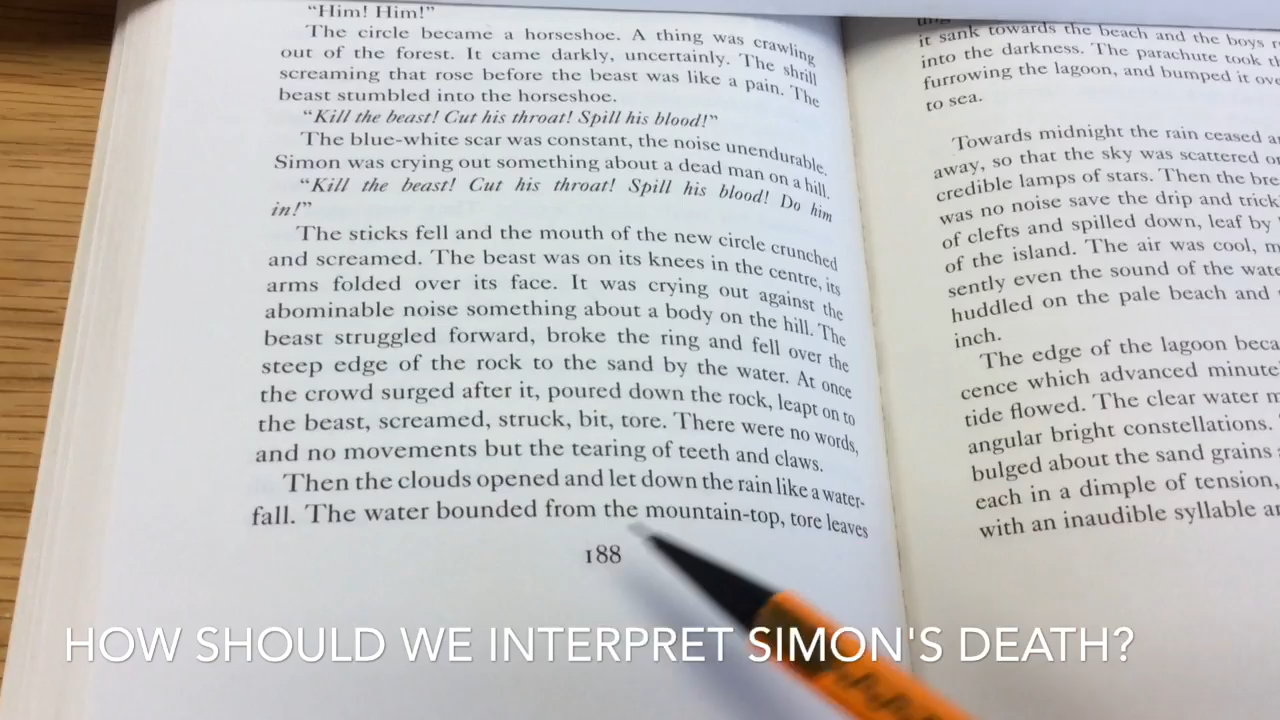 "Him! Him!"
The circle became a horseshoe. A thing was crawling
out of the forest. It came darkly, uncertainly. The shrill
screaming that rose before the beast was like a pain. The
beast stumbled into the horseshoe.
"Kill the beast! Cut his throat! Spill his blood!"
The blue-white scar was constant, the noise unendurable.
Simon was crying out something about a dead man on a hill.
"Kill the beast! Cut his throat! Spill his blood! Do him
in!"
The sticks fell and the mouth of the new circle crunched
and screamed. The beast was on its knees in the centre, its
arms folded over its face. It was crying out against the
abominable noise something about a body on the hill. The
beast struggled forward, broke the ring and fell over the
steep edge of the rock to the sand by the water. At once
the crowd surged after it, poured down the rock, leapt on to
the beast, screamed, struck, bit, tore. There were no words,
and no movements but the tearing of teeth and claws.
Then the clouds opened and let down the rain like a water-
fall. The water bounded from the mountain-top, tore leaves
188
it sank towards the beach and the boys
into the darkness. The parachute took
furrowing the lagoon, and bumped it
to sea.
Towards midnight the rain ceased
away, so that the sky was scattered
credible lamps of stars. Then the
was no noise save the drip and
of clefts and spilled down, leaf by
of the island. The air was cool,
sently even the sound of the
huddled on the pale beach and
inch.
The edge of the lagoon
cence which advanced
tide flowed. The clear water
angular bright constellations.
bulged about the sand grains
each in a dimple of tension,
with an inaudible syllable
HOW SHOULD WE INTERPRET SIMON'S DEATH?